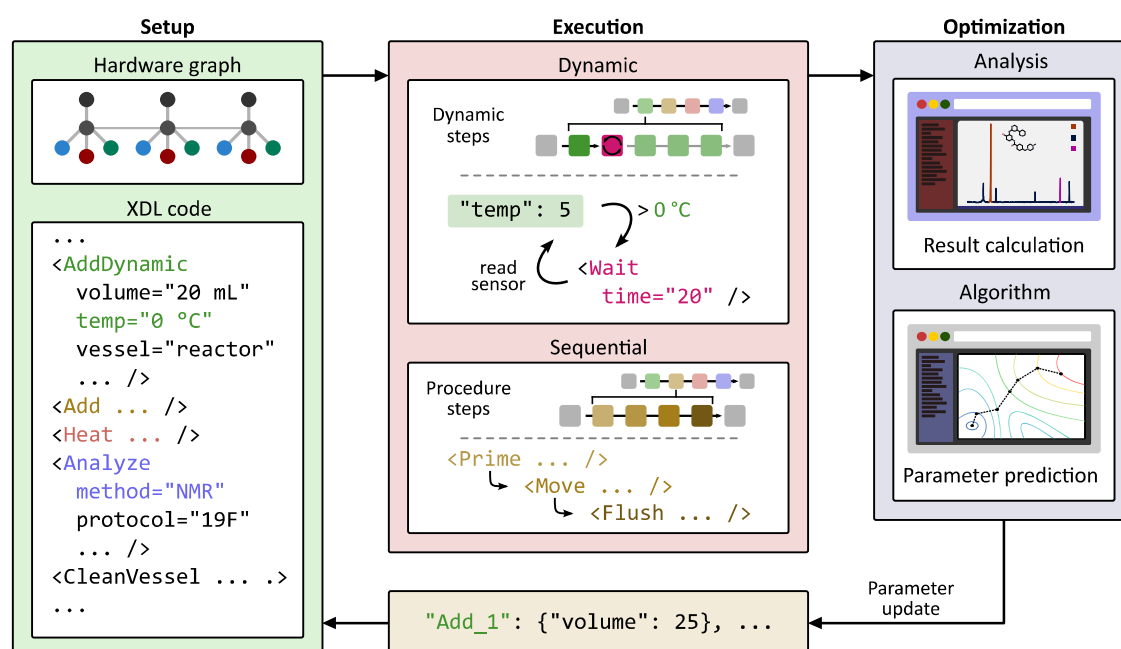 Setup
Hardware graph
XDL code
...
<AddDynamic
volume="20 mL"
temp="0 °C"
vessel="reactor"
... />
<Add ... />
<Heat ... />
<Analyze
method="NMR"
protocol="19F"
... />
<CleanVessel ... .>
...
Execution
Dynamic
Dynamic
steps
"temp": 5
> 0 °C
read
sensor
<Wait
time="20" />
Sequential
Procedure
steps
<Prime ... />
<Move ... />
<Flush ... />
Optimization
Analysis
Result calculation
Algorithm
Parameter prediction
Parameter
update
"Add_1": {"volume": 25}, ...